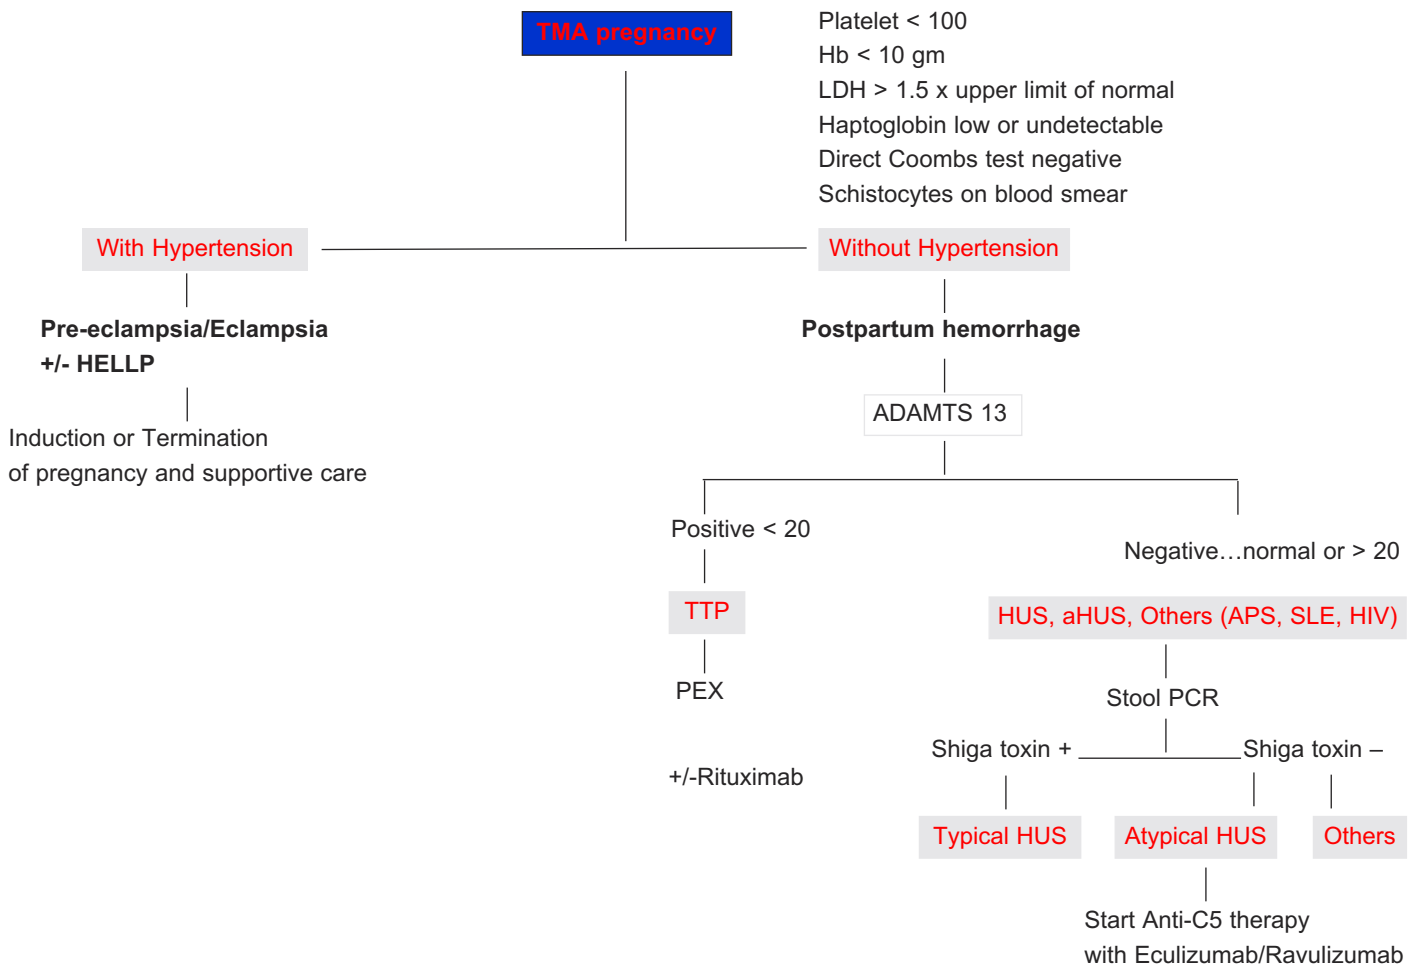 TMA pregnancy
Platelet < 100
Hb < 10 gm
LDH > 1.5 x upper limit of normal
Haptoglobin low or undetectable
Direct Coombs test negative
Schistocytes on blood smear
With Hypertension
Without Hypertension
Pre-eclampsia/Eclampsia
+/- HELLP
Postpartum hemorrhage
Induction or Termination
of pregnancy and supportive care
ADAMTS 13
Positive < 20
Negative…normal or > 20
TTP
HUS, aHUS, Others (APS, SLE, HIV)
PEX
Stool PCR
+/-Rituximab
Shiga toxin +
Shiga toxin –
Typical HUS
Atypical HUS
Others
Start Anti-C5 therapy
with Eculizumab/Ravulizumab